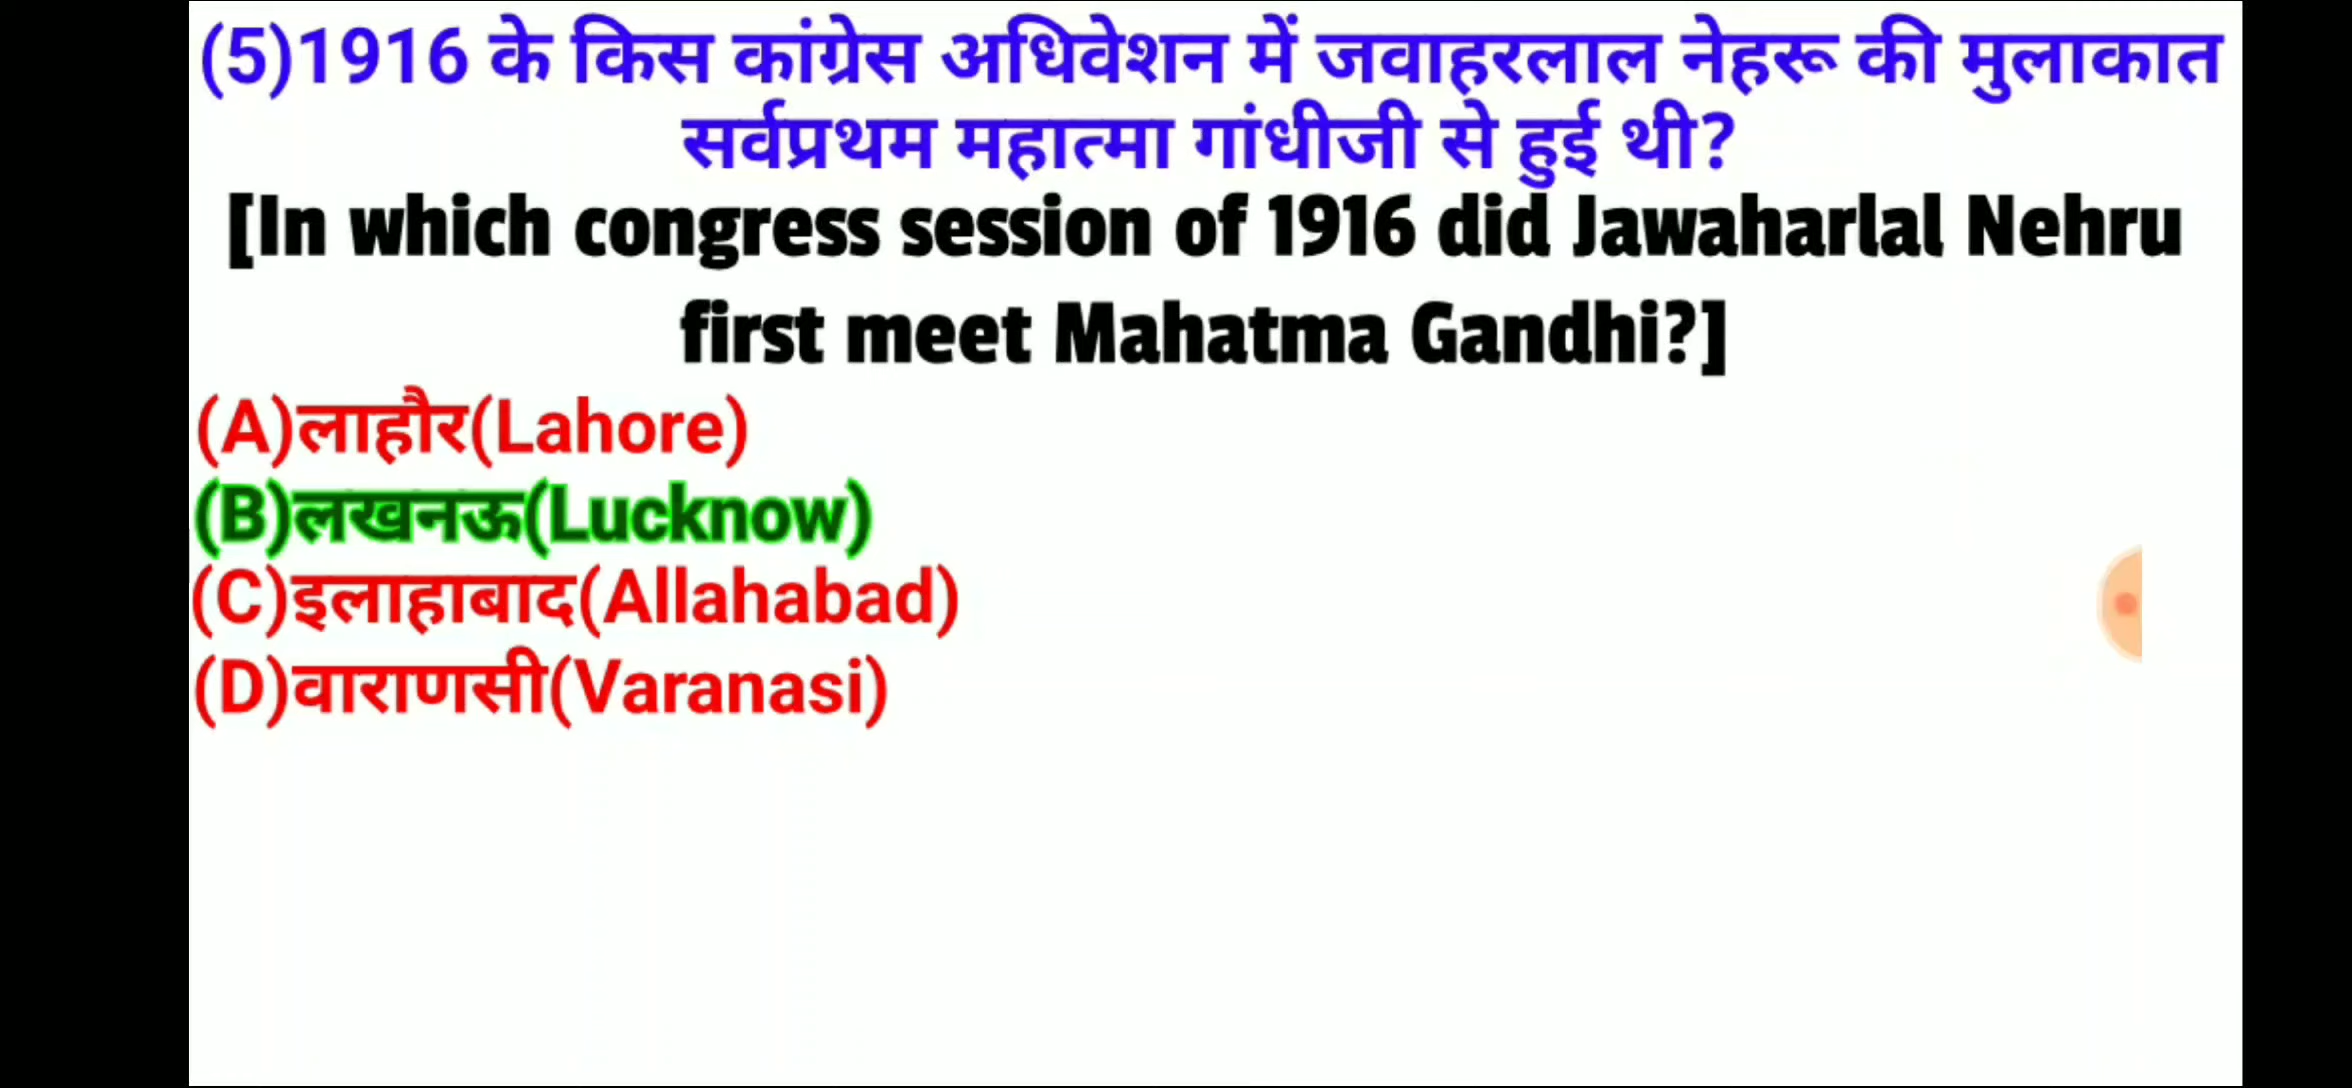 (5)1916 के किस कांग्रेस अधिवेशन में जवाहरलाल नेहरू की मुलाकात
सर्वप्रथम महात्मा गांधीजी से हुई थी?
[In which congress session of 1916 did Jawaharlal Nehru
first meet Mahatma Gandhi?]
(A)लाहौर(Lahore)
(B)लखनऊ(Lucknow)
(C)इलाहाबाद(Allahabad)
(D)वाराणसी(Varanasi)